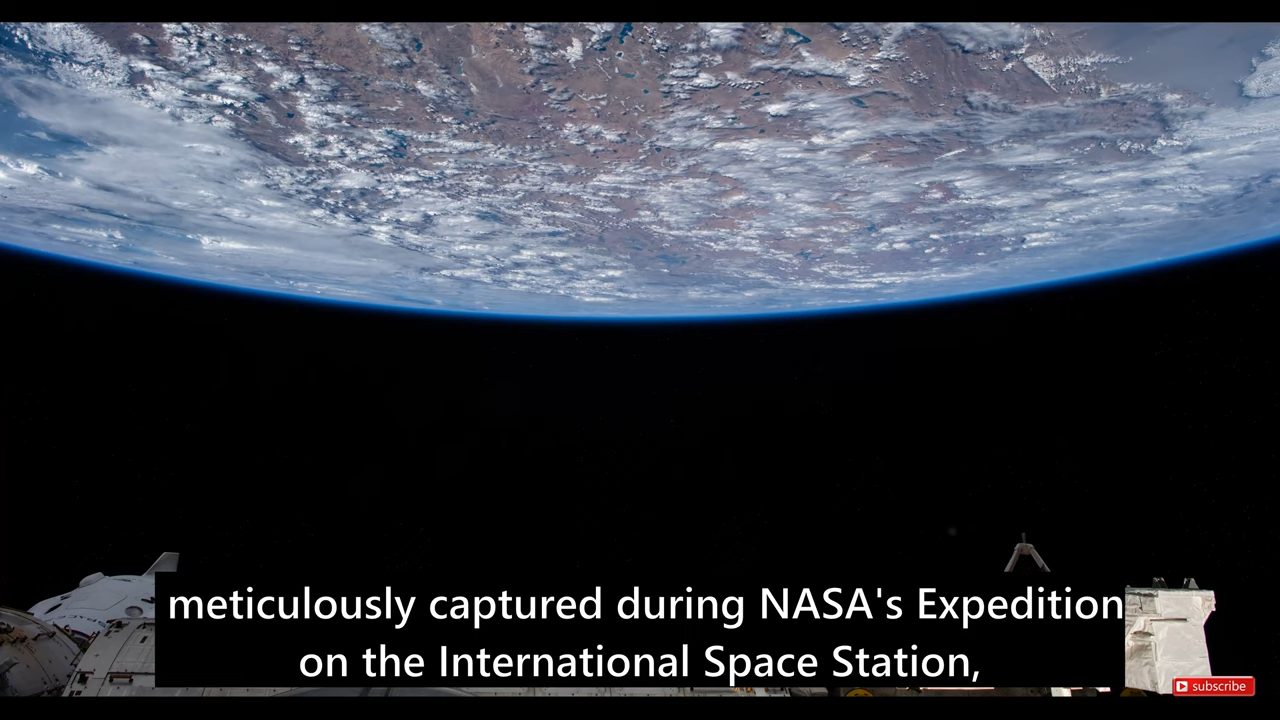 meticulously captured during NASA's Expedition
on the International Space Station,
subscribe